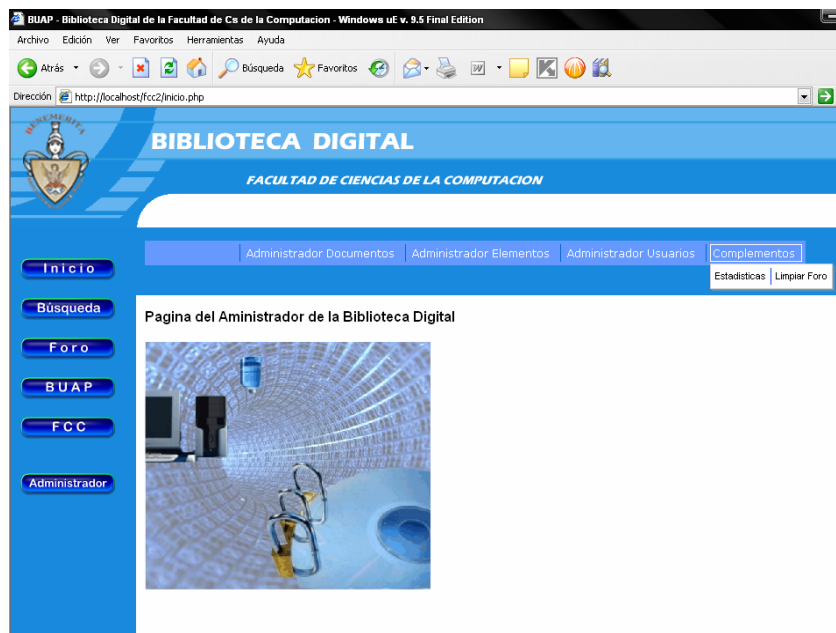 BUAP - Biblioteca Digital de la Facultad de Cs de la Computacion - Windows uE v. 9.5 Final Edition
Archivo Edición Ver Favoritos Herramientas Ayuda
Atrás Búsqueda Favoritos
Dirección http://localhost/fcc2/inicio.php
BENEMERITA
BIBLIOTECA DIGITAL
FACULTAD DE CIENCIAS DE LA COMPUTACION
Administrador Documentos Administrador Elementos Administrador Usuarios Complementos
Estadisticas Limpiar Foro
Inicio
Búsqueda
Foro
BUAP
FCC
Administrador
Pagina del Aministrador de la Biblioteca Digital